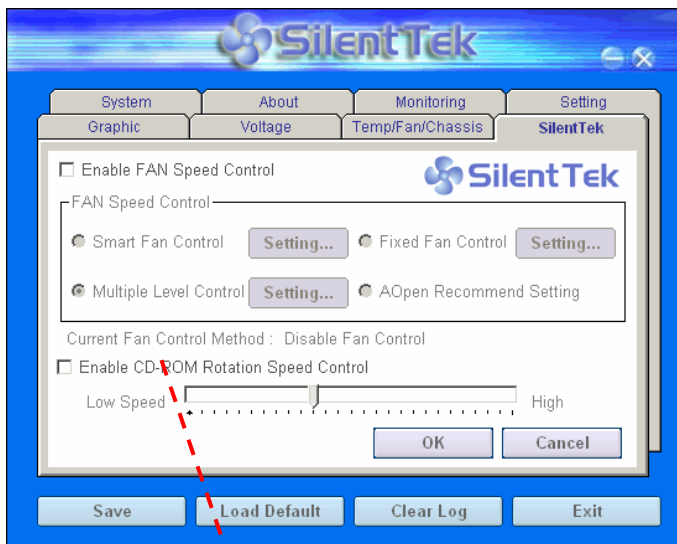 SilentTek
System About Monitoring Setting
Graphic Voltage Temp/Fan/Chassis SilentTek
Enable FAN Speed Control
SilentTek
FAN Speed Control
Smart Fan Control Setting... Fixed Fan Control Setting...
Multiple Level Control Setting... AOpen Recommend Setting
Current Fan Control Method : Disable Fan Control
Enable CD-ROM Rotation Speed Control
Low Speed High
OK Cancel
Save Load Default Clear Log Exit